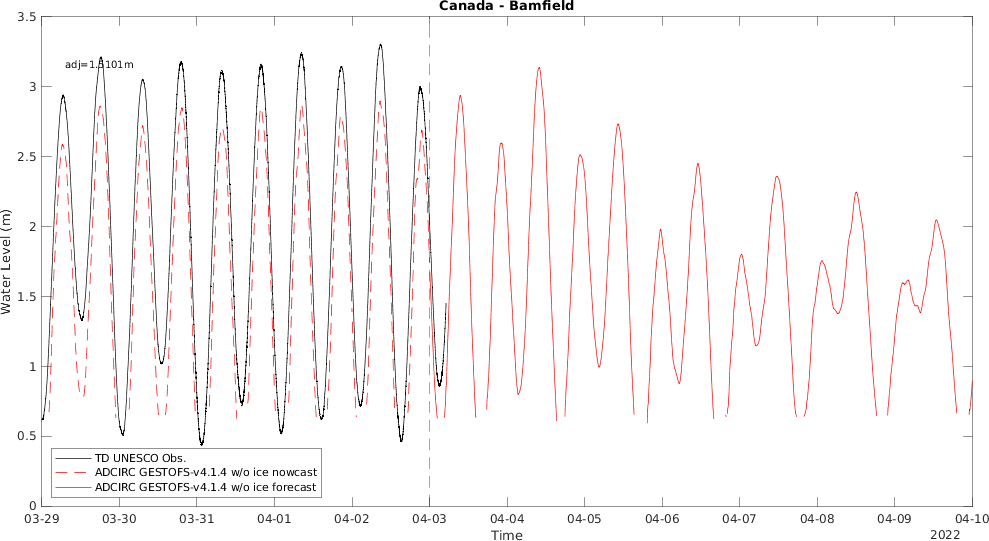 Canada - Bamfield
3.5
adj=1.5101m
3
2.5
2
Water Level (m)
1.5
1
0.5
TD UNESCO Obs.
ADCIRC GESTOFS-v4.1.4 w/o ice nowcast
ADCIRC GESTOFS-v4.1.4 w/o ice forecast
0
03-29 03-30 03-31 04-01 04-02 04-03 04-04 04-05 04-06 04-07 04-08 04-09 04-10
Time
2022